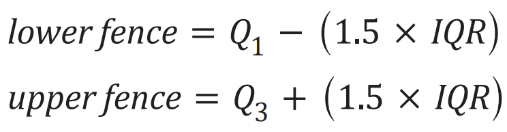 lower fence = Q₁ − (1.5 × IQR)
upper fence = Q₃ + (1.5 × IQR)